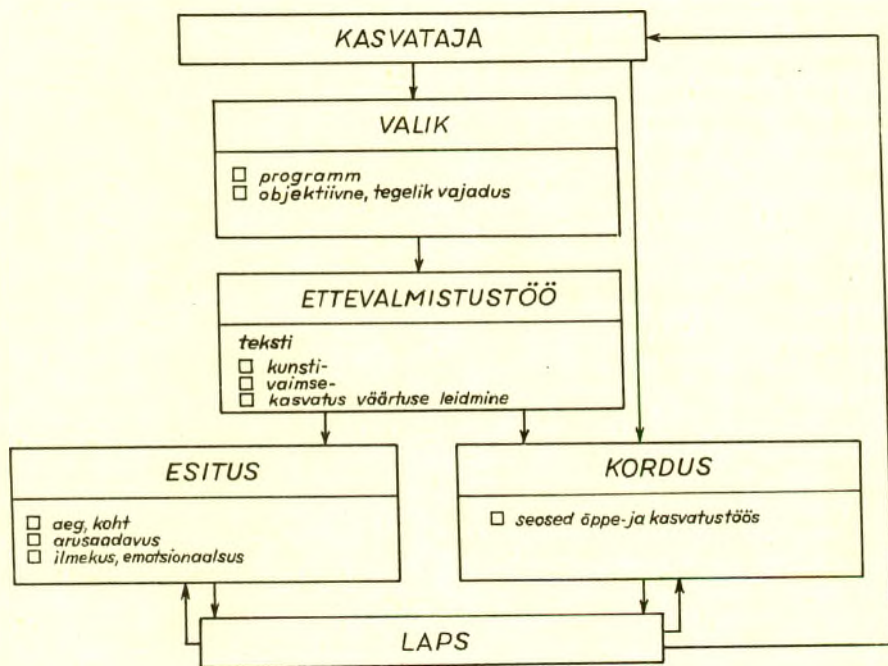 KASVATAJA
VALIK
□ programm
□ objektiivne, tegelik vajadus
ETTEVALMISTUSTÖÖ
teksti
□ kunsti-
□ vaimse-
□ kasvatus väärtuse leidmine
ESITUS
□ aeg, koht
□ arusaadavus
□ ilmekus, ematsionaalsus
KORDUS
□ seosed õppe-ja kasvatustöös
LAPS